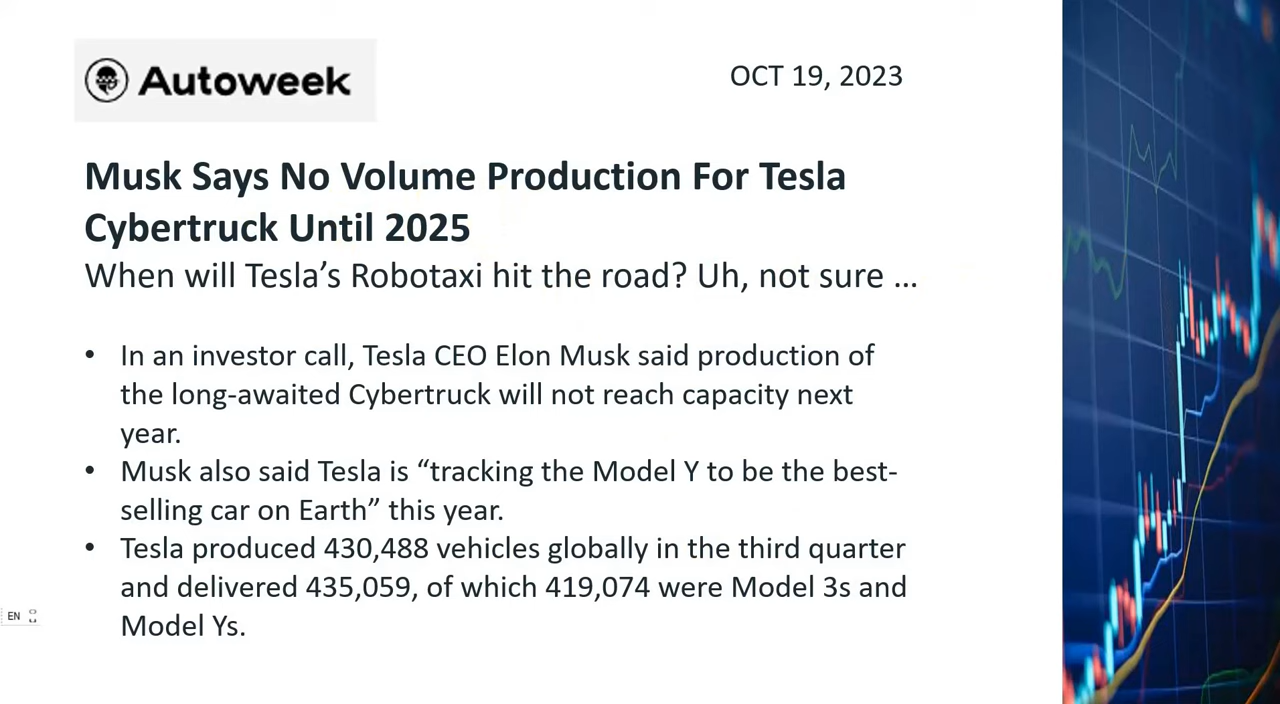 Autoweek
OCT 19, 2023
Musk Says No Volume Production For Tesla
Cybertruck Until 2025
When will Tesla’s Robotaxi hit the road? Uh, not sure …
• In an investor call, Tesla CEO Elon Musk said production of
the long-awaited Cybertruck will not reach capacity next
year.
• Musk also said Tesla is “tracking the Model Y to be the best-
selling car on Earth” this year.
• Tesla produced 430,488 vehicles globally in the third quarter
and delivered 435,059, of which 419,074 were Model 3s and
Model Ys.
EN